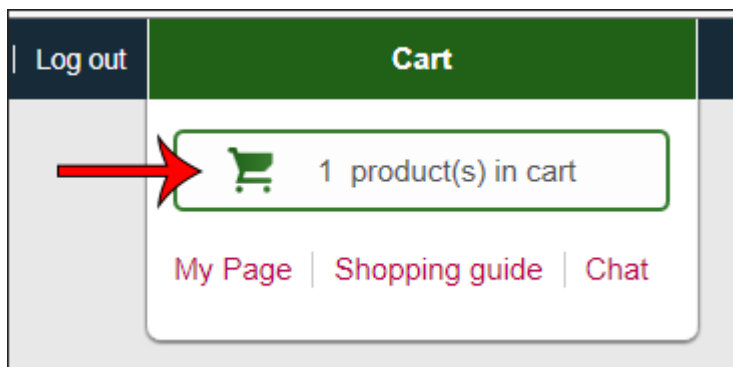 | Log out Cart
1 product(s) in cart
My Page | Shopping guide | Chat